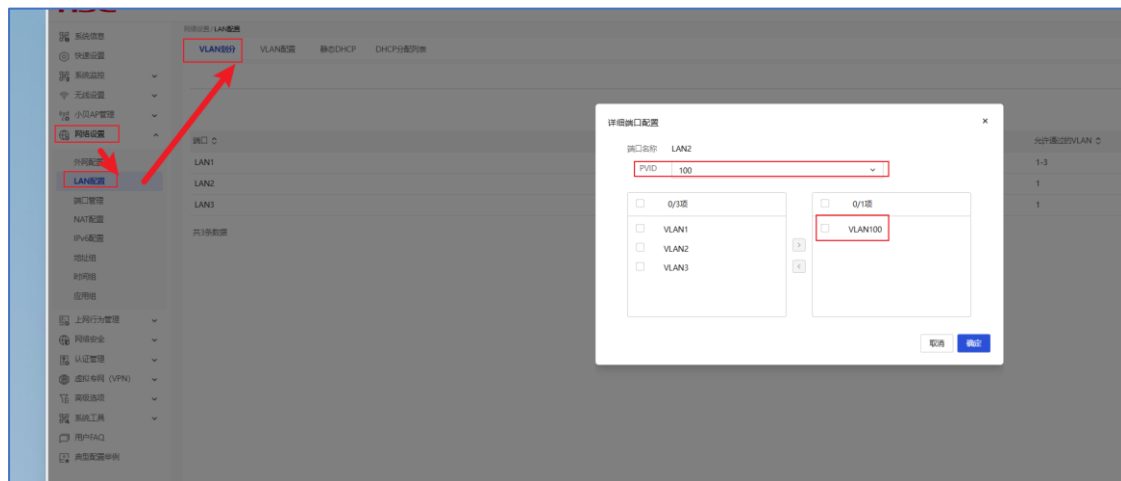 网络设置/LAN配置
系统信息
快速设置
系统监控
无线设置
小贝AP管理
网络设置
外网配置
LAN配置
端口管理
NAT配置
IPv6配置
地址组
时间组
应用组
上网行为管理
网络安全
认证管理
虚拟专网（VPN）
高级选项
系统工具
用户FAQ
典型配置举例
VLAN划分 VLAN配置 静态DHCP DHCP分配列表
端口 允许通过的VLAN
LAN1 1-3
LAN2 1
LAN3 1
共3条数据
详细端口配置 ×
端口名称 LAN2
PVID 100
0/3项 0/1项
VLAN1 VLAN100
VLAN2
VLAN3
取消 确定